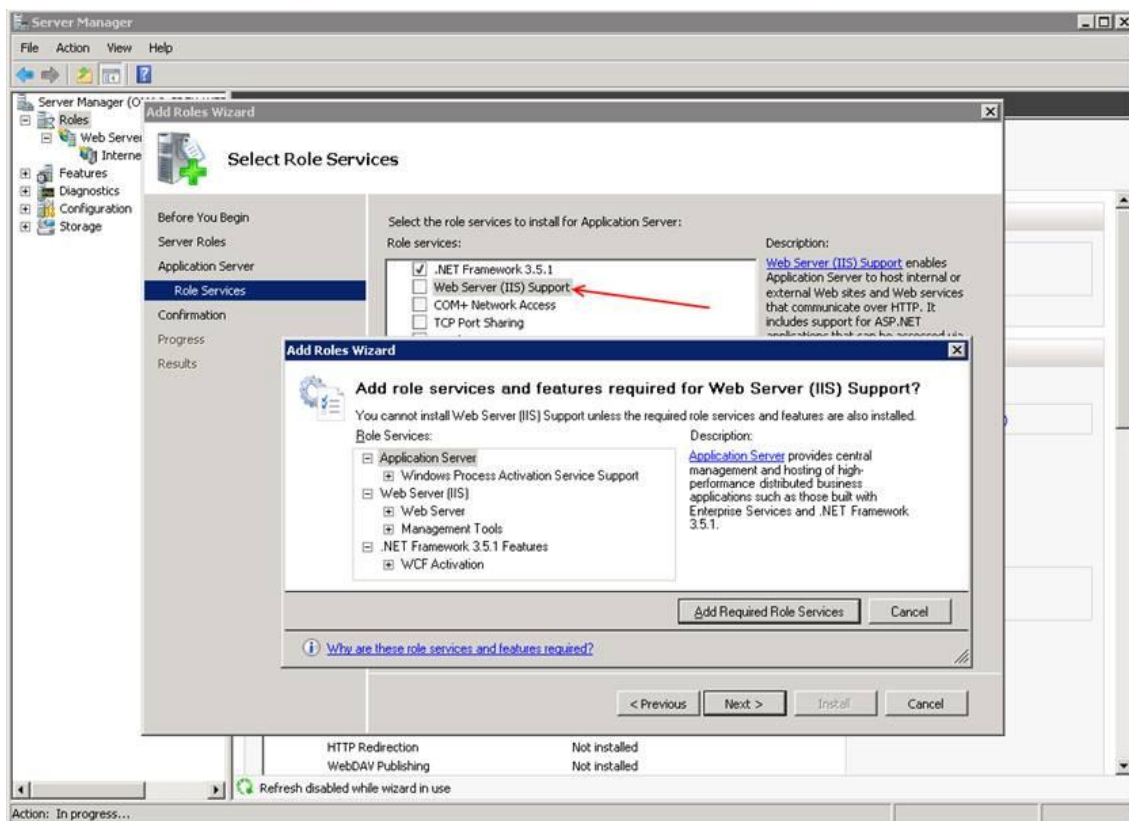 Server Manager
File Action View Help
Server Manager (O
Roles
Web Server
Interne
Features
Diagnostics
Configuration
Storage
Add Roles Wizard
Select Role Services
Before You Begin
Server Roles
Application Server
Role Services
Confirmation
Progress
Results
Select the role services to install for Application Server:
Role services:
.NET Framework 3.5.1
Web Server (IIS) Support
COM+ Network Access
TCP Port Sharing
Description:
Web Server (IIS) Support enables
Application Server to host internal or
external Web sites and Web services
that communicate over HTTP. It
includes support for ASP.NET
applications that can be accessed via
Add Roles Wizard
Add role services and features required for Web Server (IIS) Support?
You cannot install Web Server (IIS) Support unless the required role services and features are also installed.
Role Services:
Application Server
Windows Process Activation Service Support
Web Server (IIS)
Web Server
Management Tools
.NET Framework 3.5.1 Features
WCF Activation
Description:
Application Server provides central
management and hosting of high-
performance distributed business
applications such as those built with
Enterprise Services and .NET Framework
3.5.1.
Add Required Role Services Cancel
Why are these role services and features required?
< Previous Next > Install Cancel
HTTP Redirection Not installed
WebDAV Publishing Not installed
Refresh disabled while wizard in use
Action: In progress...